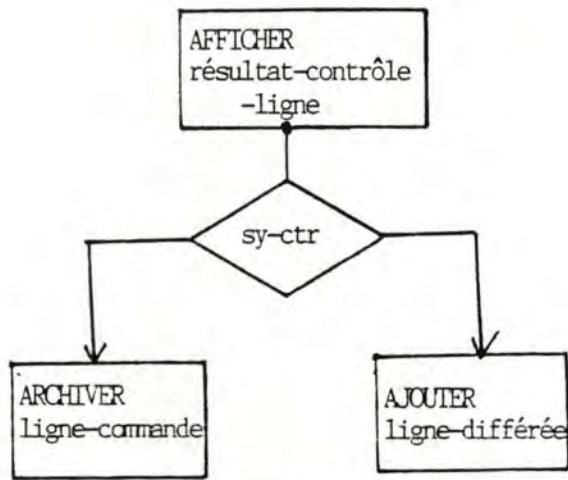 AFFICHER
résultat-contrôle
-ligne
sy-ctr
ARCHIVER
ligne-commande
AJOUTER
ligne-différée